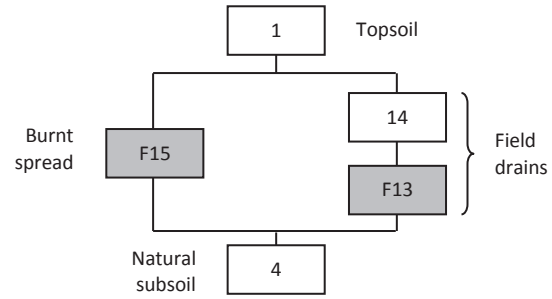 1
Topsoil
14
Burnt
spread
F15
Field
drains
F13
Natural
subsoil
4